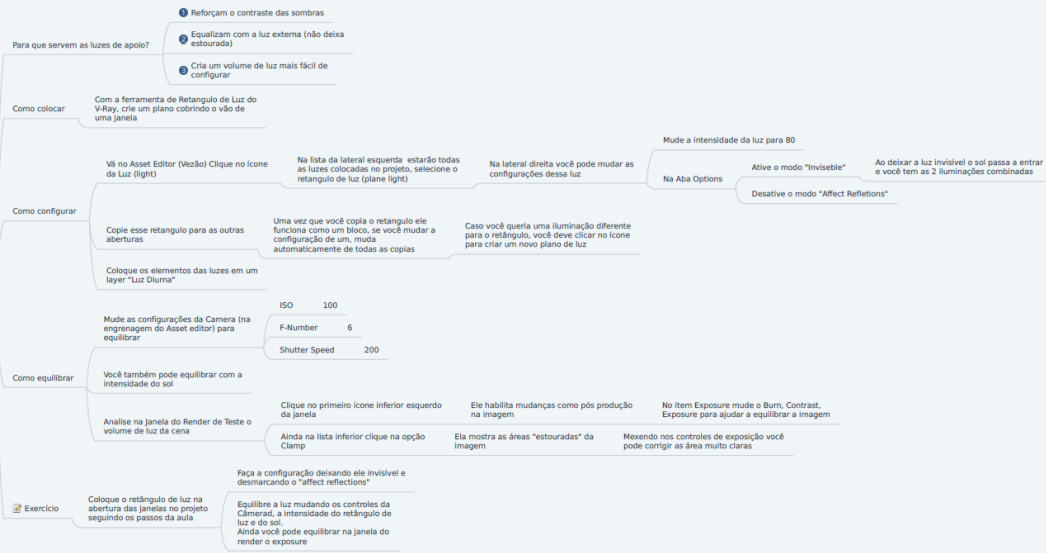 Para que servem as luzes de apoio?
1 Reforçam o contraste das sombras
2 Equalizam com a luz externa (não deixa
estourada)
3 Cria um volume de luz mais fácil de
configurar
Como colocar
Com a ferramenta de Retangulo de Luz do
V-Ray, crie um plano cobrindo o vão de
uma janela
Como configurar
Vá no Asset Editor (Vezão) Clique no ícone
da Luz (light)
Na lista da lateral esquerda estarão todas
as luzes colocadas no projeto, selecione o
retangulo de luz (plane light)
Na lateral direita você pode mudar as
configurações dessa luz
Mude a intensidade da luz para 80
Na Aba Options
Ative o modo "Inviseble"
Ao deixar a luz invisível o sol passa a entrar
e você tem as 2 iluminações combinadas
Desative o modo "Affect Refletions"
Copie esse retangulo para as outras
aberturas
Uma vez que você copia o retangulo ele
funciona como um bloco, se você mudar a
configuração de um, muda
automaticamente de todas as copias
Caso você queria uma iluminação diferente
para o retângulo, você deve clicar no ícone
para criar um novo plano de luz
Coloque os elementos das luzes em um
layer "Luz Diurna"
Como equilibrar
Mude as configurações da Camera (na
engrenagem do Asset editor) para
equilibrar
ISO 100
F-Number 6
Shutter Speed 200
Você também pode equilibrar com a
intensidade do sol
Analise na Janela do Render de Teste o
volume de luz da cena
Clique no primeiro ícone inferior esquerdo
da janela
Ele habilita mudanças como pós produção
na imagem
No item Exposure mude o Burn, Contrast,
Exposure para ajudar a equilibrar a imagem
Ainda na lista inferior clique na opção
Clamp
Ela mostra as áreas "estouradas" da
imagem
Mexendo nos controles de exposição você
pode corrigir as área muito claras
Exercício
Coloque o retângulo de luz na
abertura das janelas no projeto
seguindo os passos da aula
Faça a configuração deixando ele invisível e
desmarcando o "affect reflections"
Equilibre a luz mudando os controles da
Câmerad, a intensidade do retângulo de
luz e do sol.
Ainda você pode equilibrar na janela do
render o exposure